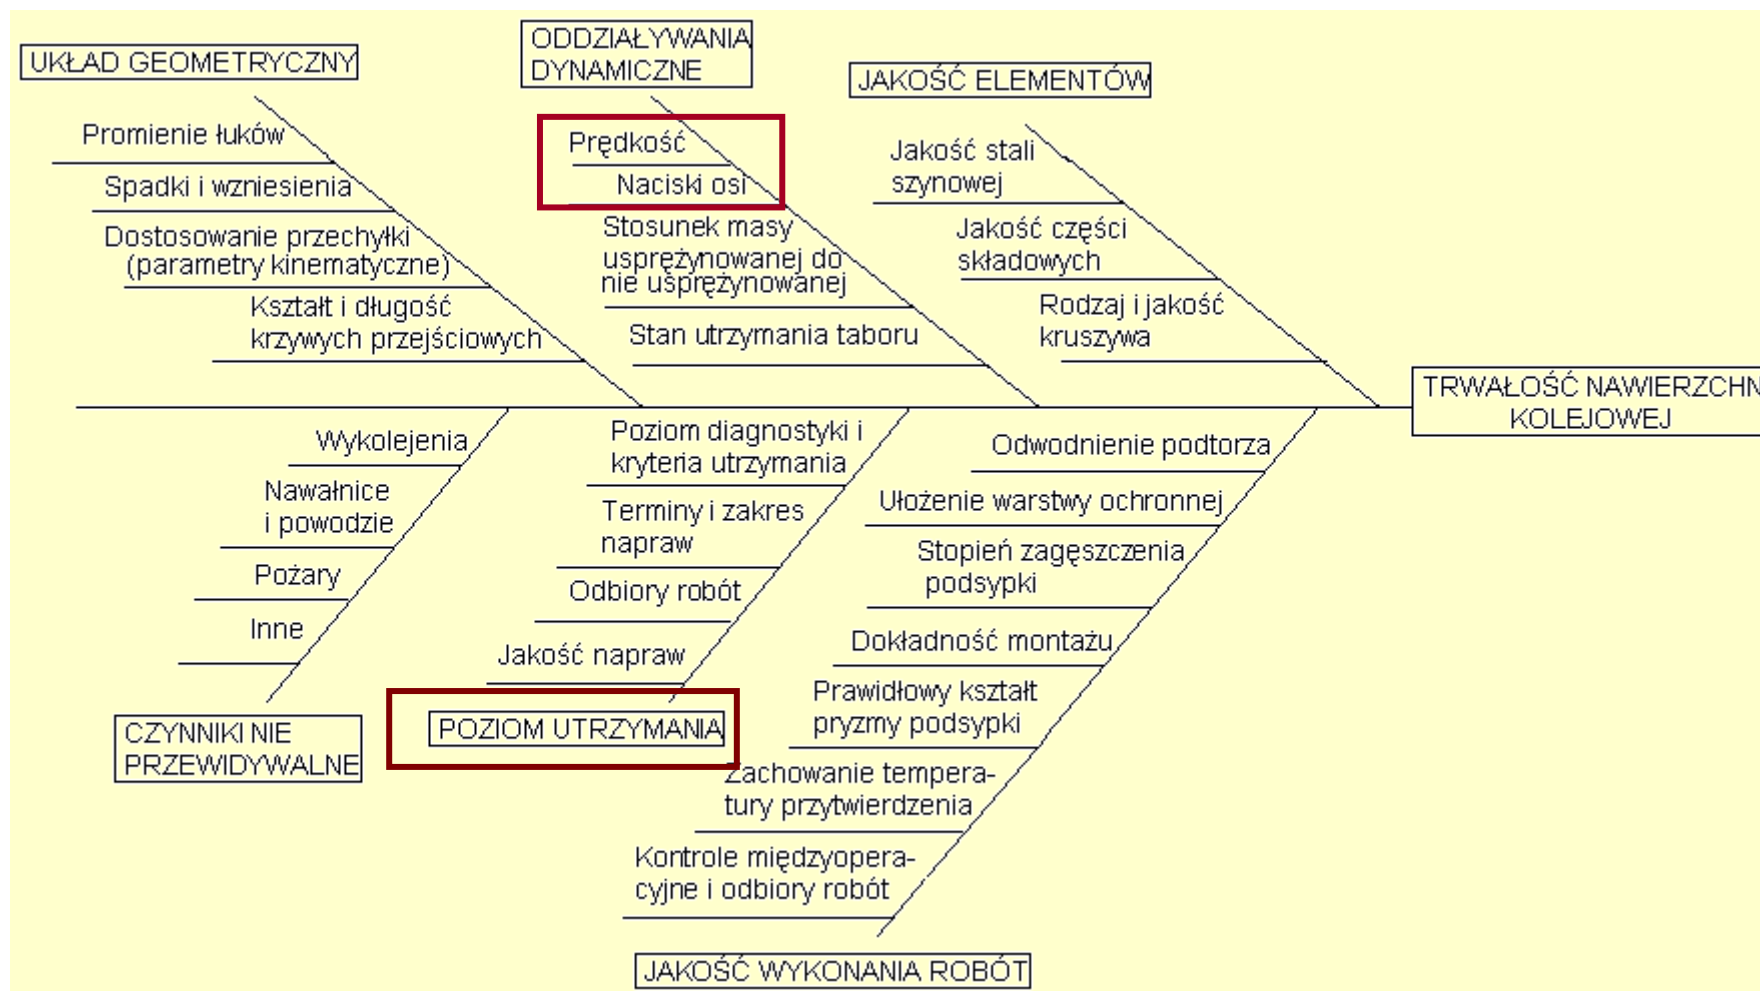 UKŁAD GEOMETRYCZNY
Promienie łuków
Spadki i wzniesienia
Dostosowanie przechyłki
(parametry kinematyczne)
Kształt i długość
krzywych przejściowych
ODDZIAŁYWANIA
DYNAMICZNE
Prędkość
Naciski osi
Stosunek masy
usprężynowanej do
nie usprężynowanej
Stan utrzymania taboru
JAKOŚĆ ELEMENTÓW
Jakość stali
szynowej
Jakość części
składowych
Rodzaj i jakość
kruszywa
TRWAŁOŚĆ NAWIERZCHN
KOLEJOWEJ
Wykolejenia
Nawałnice
i powodzie
Pożary
Inne
CZYNNIKI NIE
PRZEWIDYWALNE
Poziom diagnostyki i
kryteria utrzymania
Terminy i zakres
napraw
Odbiory robót
Jakość napraw
POZIOM UTRZYMANIA
Odwodnienie podtorza
Ułożenie warstwy ochronnej
Stopień zagęszczenia
podsypki
Dokładność montażu
Prawidłowy kształt
pryzmy podsypki
Zachowanie tempera-
tury przytwierdzenia
Kontrole międzyopera-
cyjne i odbiory robót
JAKOŚĆ WYKONANIA ROBÓT